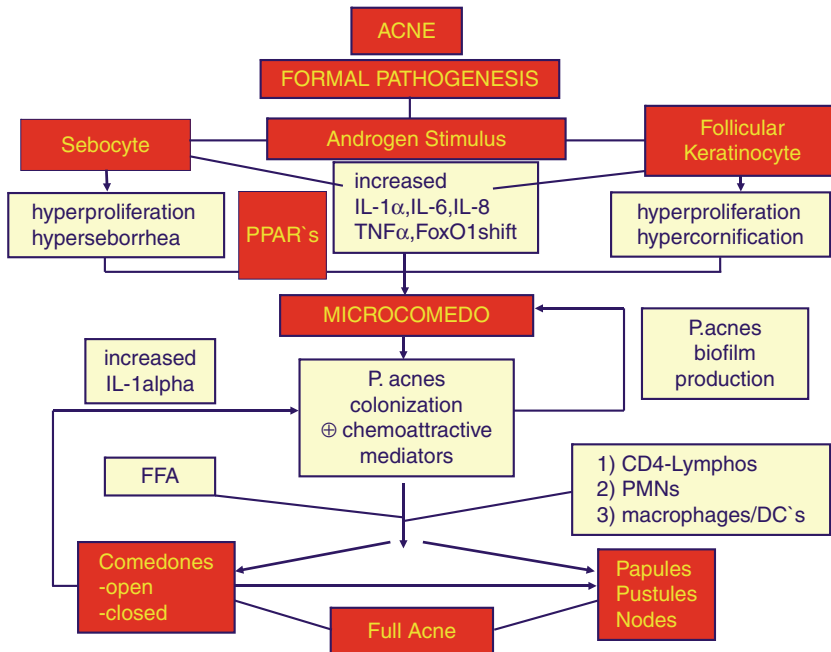 ACNE
FORMAL PATHOGENESIS
Sebocyte
Androgen Stimulus
Follicular
Keratinocyte
hyperproliferation
hyperseborrhea
PPAR`s
increased
IL-1α,IL-6,IL-8
TNFα,FoxO1shift
hyperproliferation
hypercornification
MICROCOMEDO
increased
IL-1alpha
P. acnes
colonization
⊕ chemoattractive
mediators
P.acnes
biofilm
production
FFA
1) CD4-Lymphos
2) PMNs
3) macrophages/DC`s
Comedones
-open
-closed
Full Acne
Papules
Pustules
Nodes